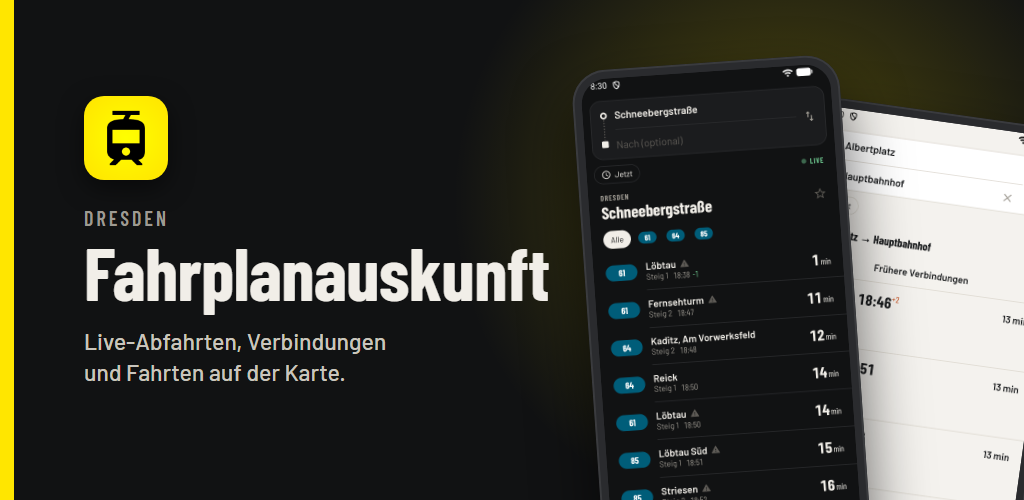 DRESDEN
Fahrplanauskunft
Live-Abfahrten, Verbindungen
und Fahrten auf der Karte.
8:30
Schneebergstraße
Nach (optional)
Jetzt
LIVE
DRESDEN
Schneebergstraße
Alle 61 64 85
61 Löbtau 1 min
Steig 1 18:38 -1
61 Fernsehturm 11 min
Steig 2 18:47
64 Kaditz, Am Vorwerksfeld 12 min
Steig 2 18:48
64 Reick 14 min
Steig 1 18:50
61 Löbtau 14 min
Steig 1 18:50
85 Löbtau Süd 15 min
Steig 1 18:51
85 Striesen 16 min
Albertplatz
Hauptbahnhof
tz → Hauptbahnhof
Frühere Verbindungen
18:46 +2
13 min
51
13 min
13 min